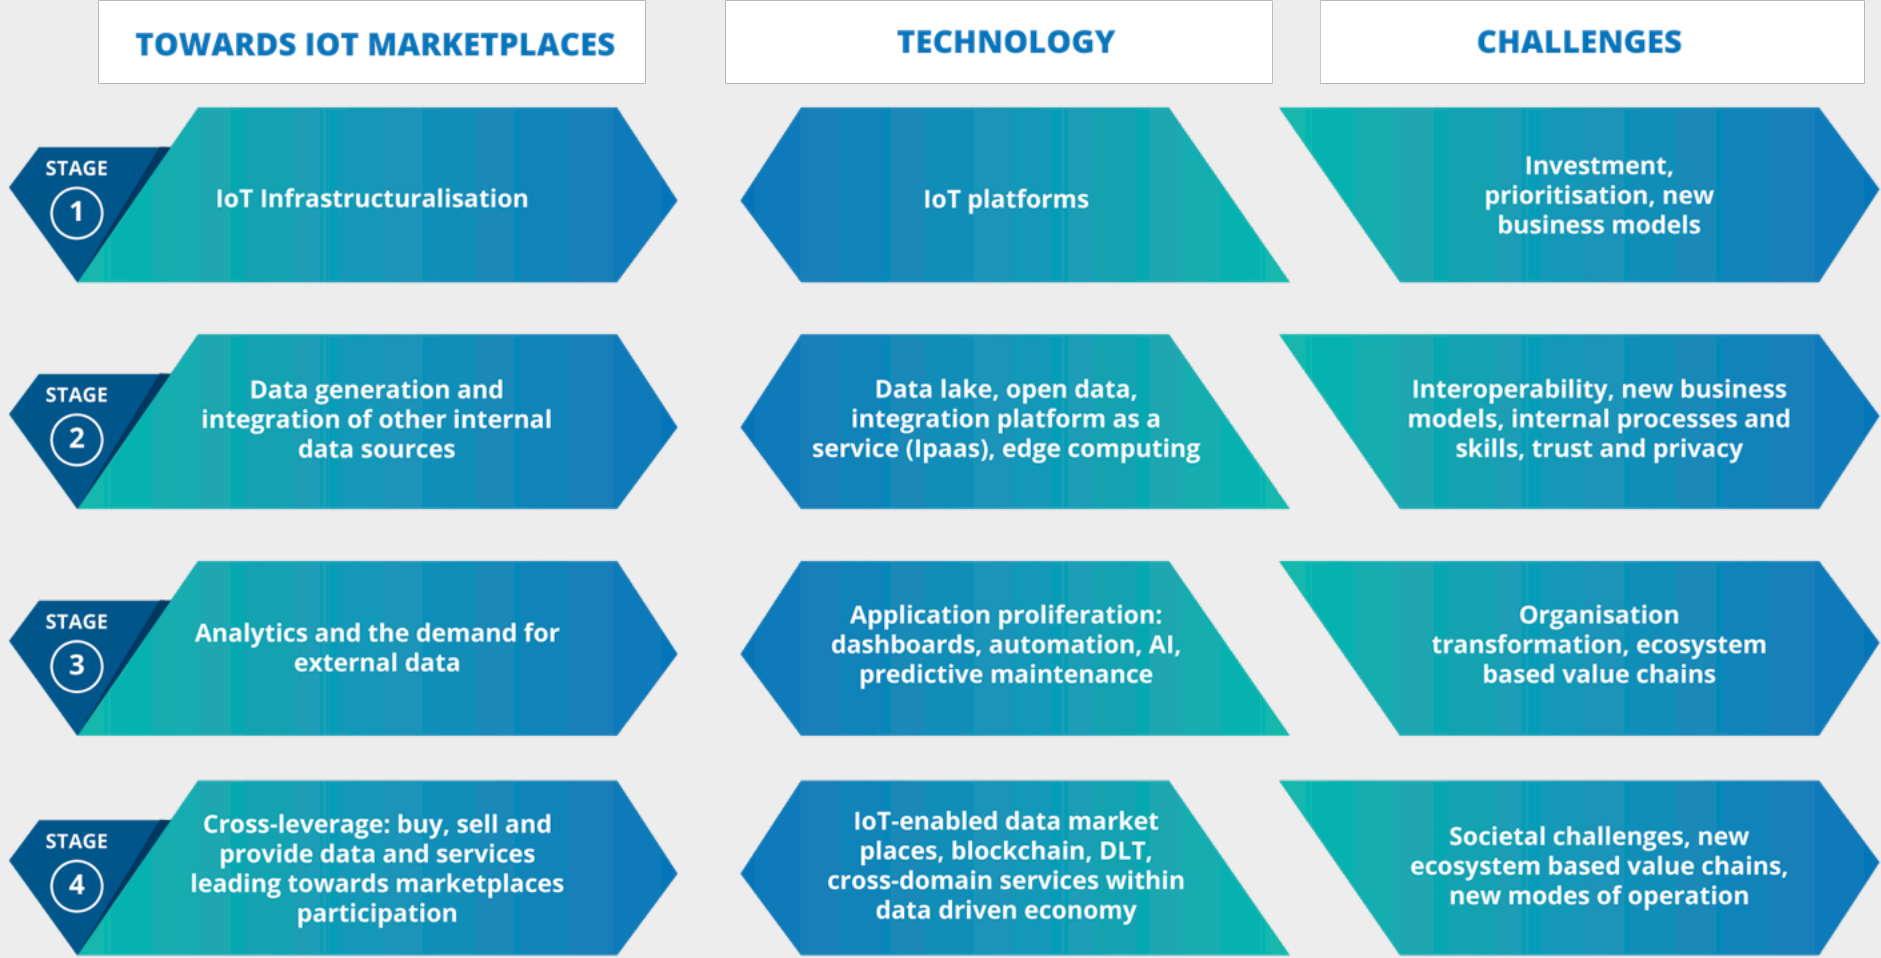 TOWARDS IOT MARKETPLACES
TECHNOLOGY
CHALLENGES
STAGE
1
IoT Infrastructuralisation
IoT platforms
Investment,
prioritisation, new
business models
STAGE
2
Data generation and
integration of other internal
data sources
Data lake, open data,
integration platform as a
service (Ipaas), edge computing
Interoperability, new business
models, internal processes and
skills, trust and privacy
STAGE
3
Analytics and the demand for
external data
Application proliferation:
dashboards, automation, AI,
predictive maintenance
Organisation
transformation, ecosystem
based value chains
STAGE
4
Cross-leverage: buy, sell and
provide data and services
leading towards marketplaces
participation
IoT-enabled data market
places, blockchain, DLT,
cross-domain services within
data driven economy
Societal challenges, new
ecosystem based value chains,
new modes of operation